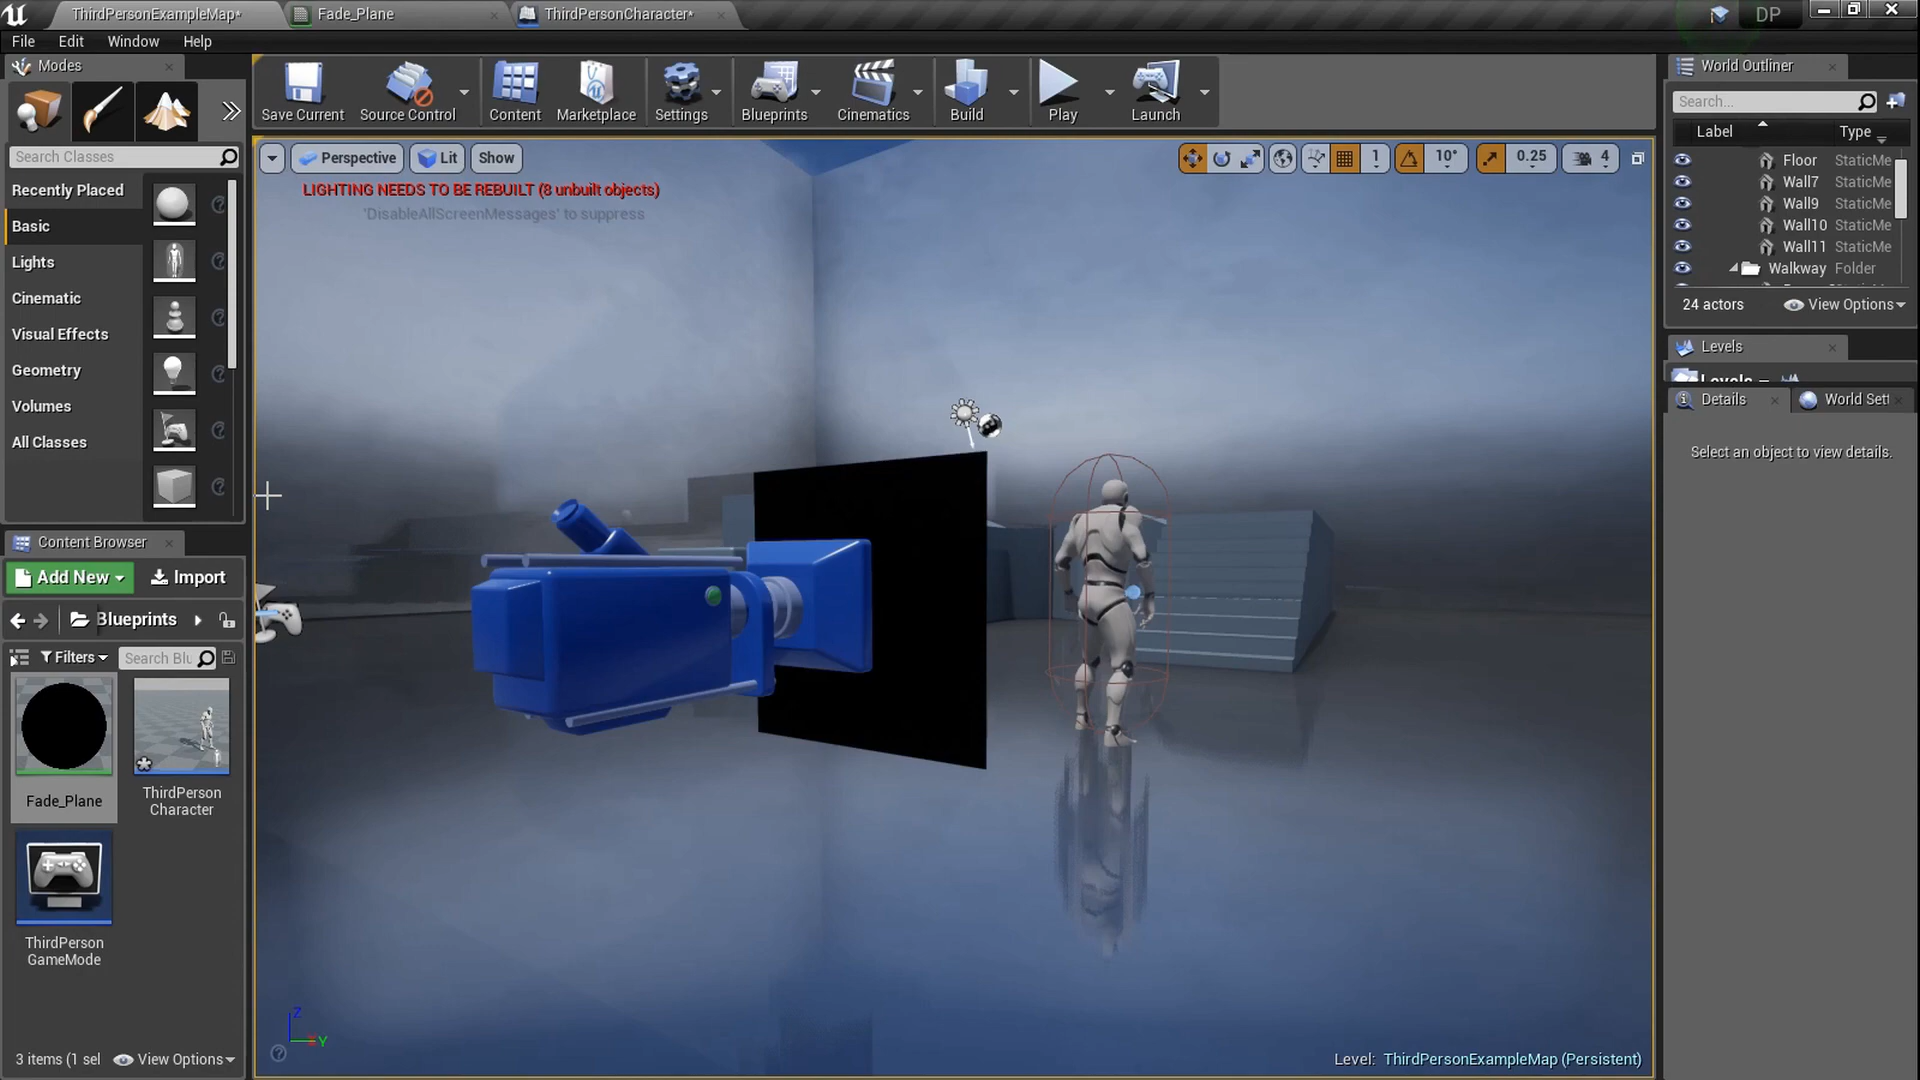 ThirdPersonExampleMap*
Fade_Plane
ThirdPersonCharacter*
DP
File Edit Window Help
Modes
World Outliner
Save Current
Source Control
Content
Marketplace
Settings
Blueprints
Cinematics
Build
Play
Launch
Search...
Label Type
Search Classes
Perspective
Lit
Show
1
10°
0.25
4
LIGHTING NEEDS TO BE REBUILT (8 unbuilt objects)
'DisableAllScreenMessages' to suppress
Recently Placed
Basic
Lights
Cinematic
Visual Effects
Geometry
Volumes
All Classes
Floor StaticMe
Wall7 StaticMe
Wall9 StaticMe
Wall10 StaticMe
Wall11 StaticMe
Walkway Folder
24 actors
View Options
Levels
Levels
Details
World Set
Select an object to view details.
Content Browser
Add New
Import
Blueprints
Filters
Search Blu
Fade_Plane
ThirdPerson
Character
ThirdPerson
GameMode
3 items (1 sel
View Options
Z
Y
Level: ThirdPersonExampleMap (Persistent)